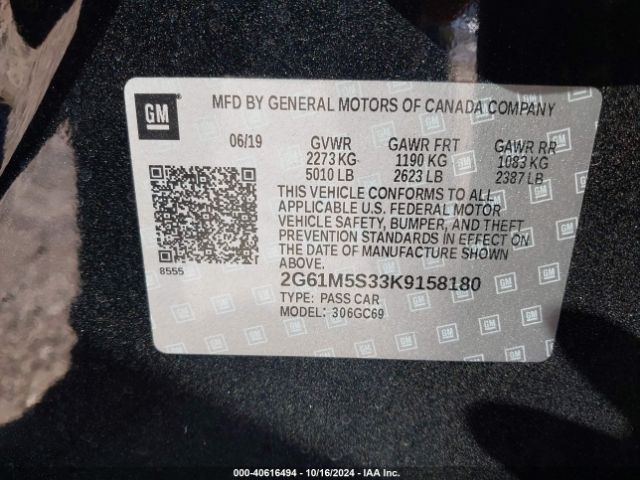 GM
MFD BY GENERAL MOTORS OF CANADA COMPANY
06/19 GVWR GAWR FRT GAWR RR
2273 KG 1190 KG 1083 KG
5010 LB 2623 LB 2387 LB
THIS VEHICLE CONFORMS TO ALL
APPLICABLE U.S. FEDERAL MOTOR
VEHICLE SAFETY, BUMPER, AND THEFT
PREVENTION STANDARDS IN EFFECT ON
THE DATE OF MANUFACTURE SHOWN
ABOVE.
8555
2G61M5S33K9158180
TYPE: PASS CAR
MODEL: 306GC69
000-40616494 - 10/16/2024 - IAA Inc.